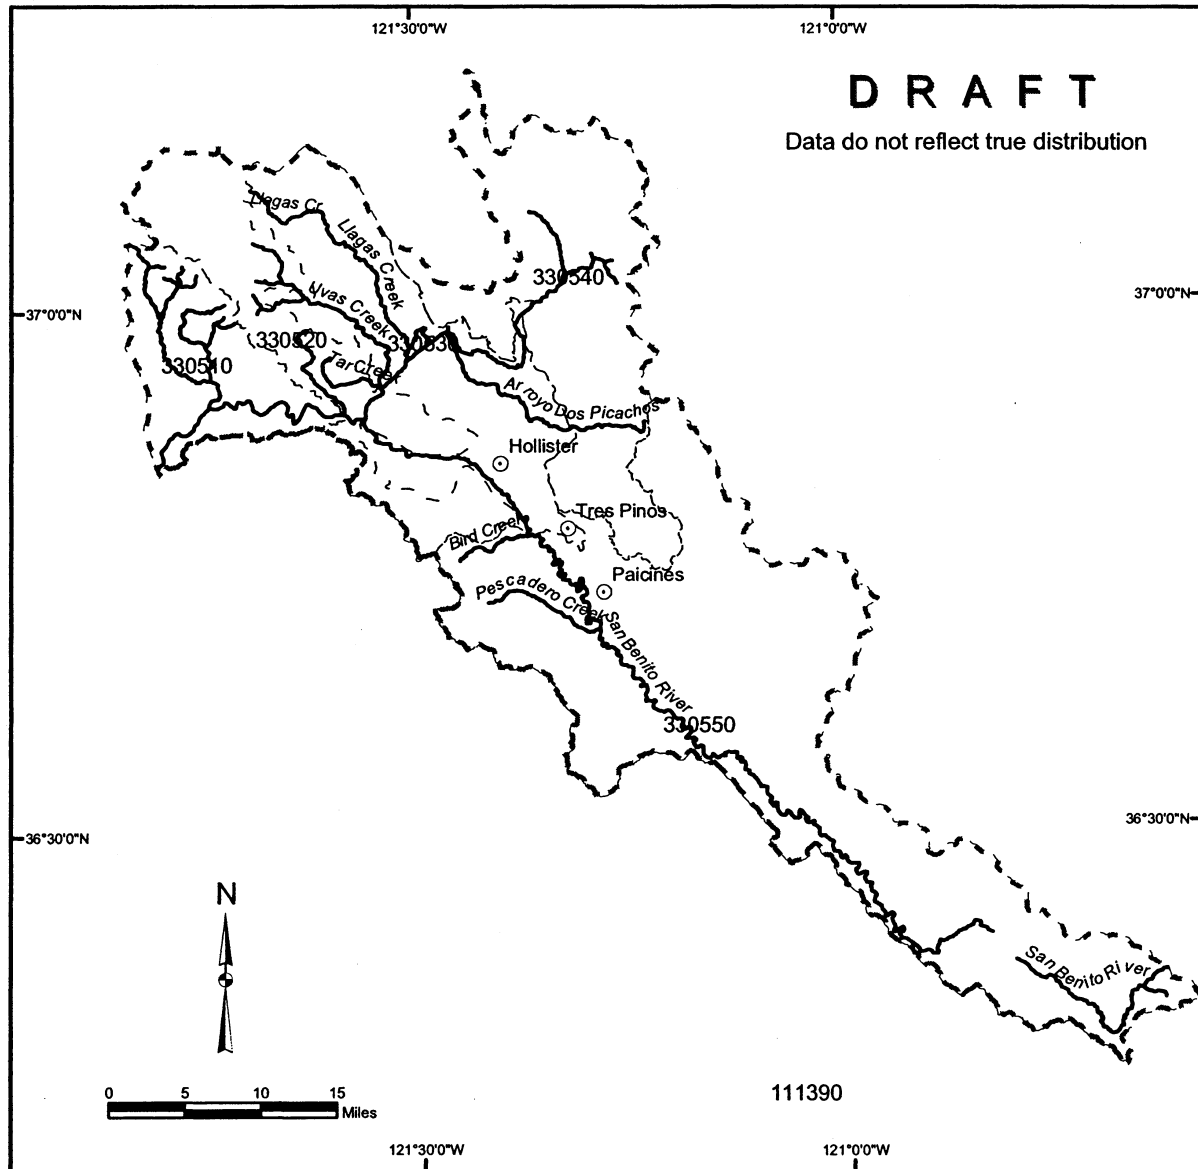 121°30'0"W
121°0'0"W
D R A F T
Data do not reflect true distribution
Llagas Cr
Llagas Creek
330540
37°0'0"N
37°0'0"N
Uvas Creek
330520
330530
330510
Tar Creek
Arroyo Dos Picachos
Hollister
Tres Pinos
Bird Creek
Paicines
Pescadero Creek
San Benito River
330550
36°30'0"N
36°30'0"N
N
San Benito River
0 5 10 15
Miles
111390
121°30'0"W
121°0'0"W